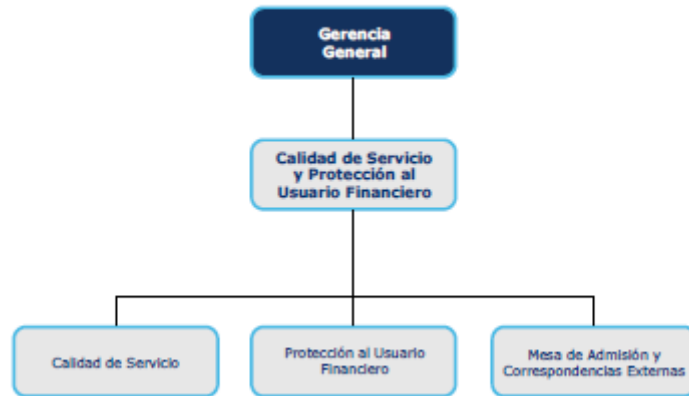 Gerencia
General
Calidad de Servicio
y Protección al
Usuario Financiero
Calidad de Servicio
Protección al Usuario
Financiero
Mesa de Admisión y
Correspondencias Externas